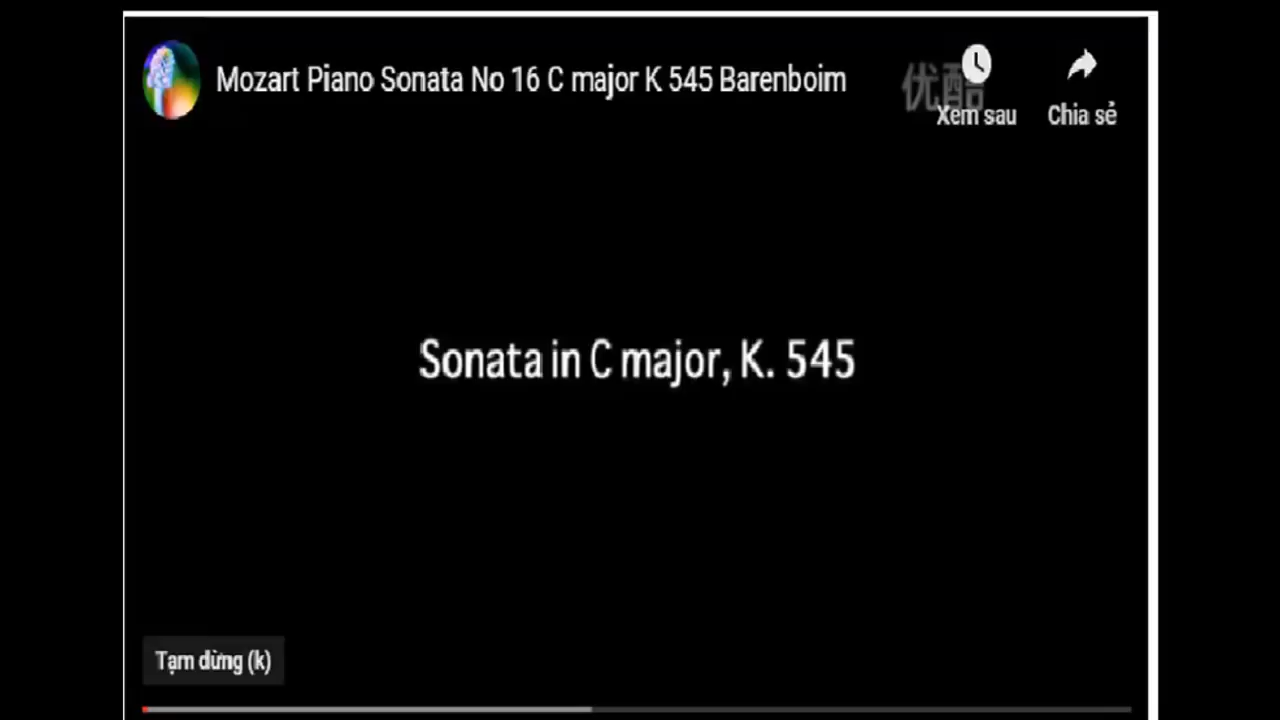 Mozart Piano Sonata No 16 C major K 545 Barenboim
优酷
Xem sau
Chia sẻ
Sonata in C major, K. 545
Tạm dừng (k)